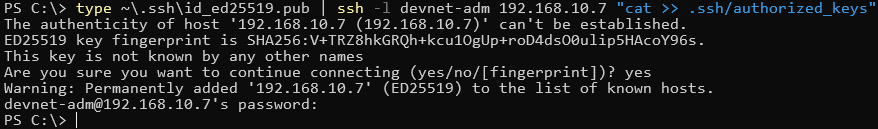 PS C:\> type ~\.ssh\id_ed25519.pub | ssh -l devnet-adm 192.168.10.7 "cat >> .ssh/authorized_keys"
The authenticity of host '192.168.10.7 (192.168.10.7)' can't be established.
ED25519 key fingerprint is SHA256:V+TRZ8hkGRQh+kcu1OgUp+roD4dsO0ulip5HAcoY96s.
This key is not known by any other names
Are you sure you want to continue connecting (yes/no/[fingerprint])? yes
Warning: Permanently added '192.168.10.7' (ED25519) to the list of known hosts.
devnet-adm@192.168.10.7's password:
PS C:\>